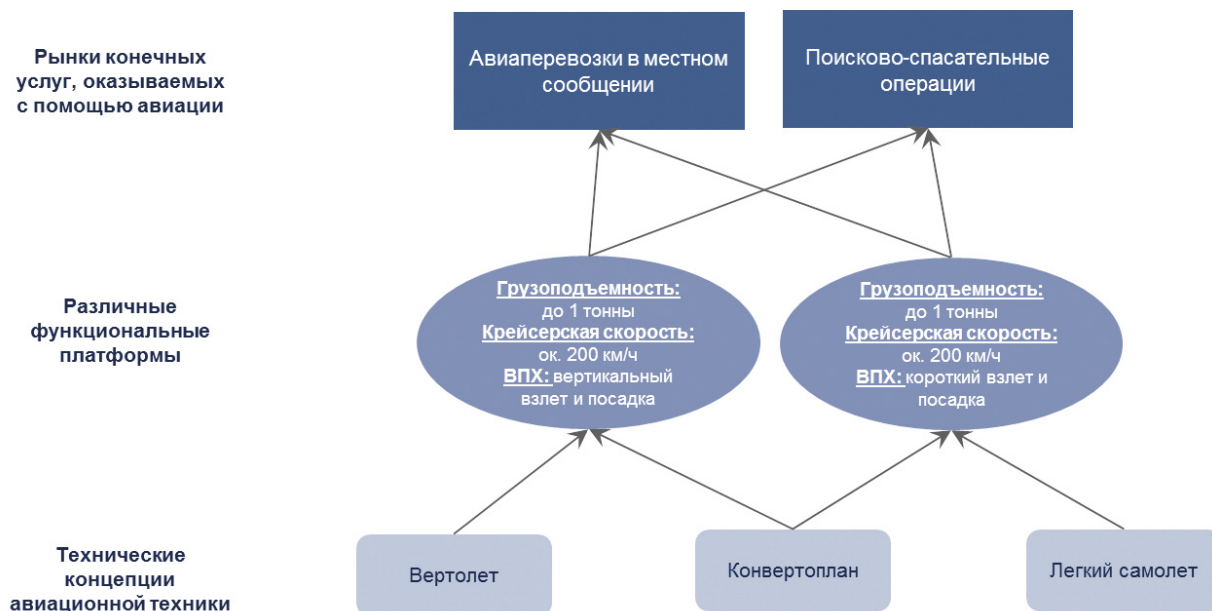 Рынки конечных
услуг, оказываемых
с помощью авиации
Авиаперевозки в местном
сообщении
Поисково-спасательные
операции
Различные
функциональные
платформы
Грузоподъемность:
до 1 тонны
Крейсерская скорость:
ок. 200 км/ч
ВПХ: вертикальный
взлет и посадка
Грузоподъемность:
до 1 тонны
Крейсерская скорость:
ок. 200 км/ч
ВПХ: короткий взлет и
посадка
Технические
концепции
авиационной техники
Вертолет
Конвертоплан
Легкий самолет